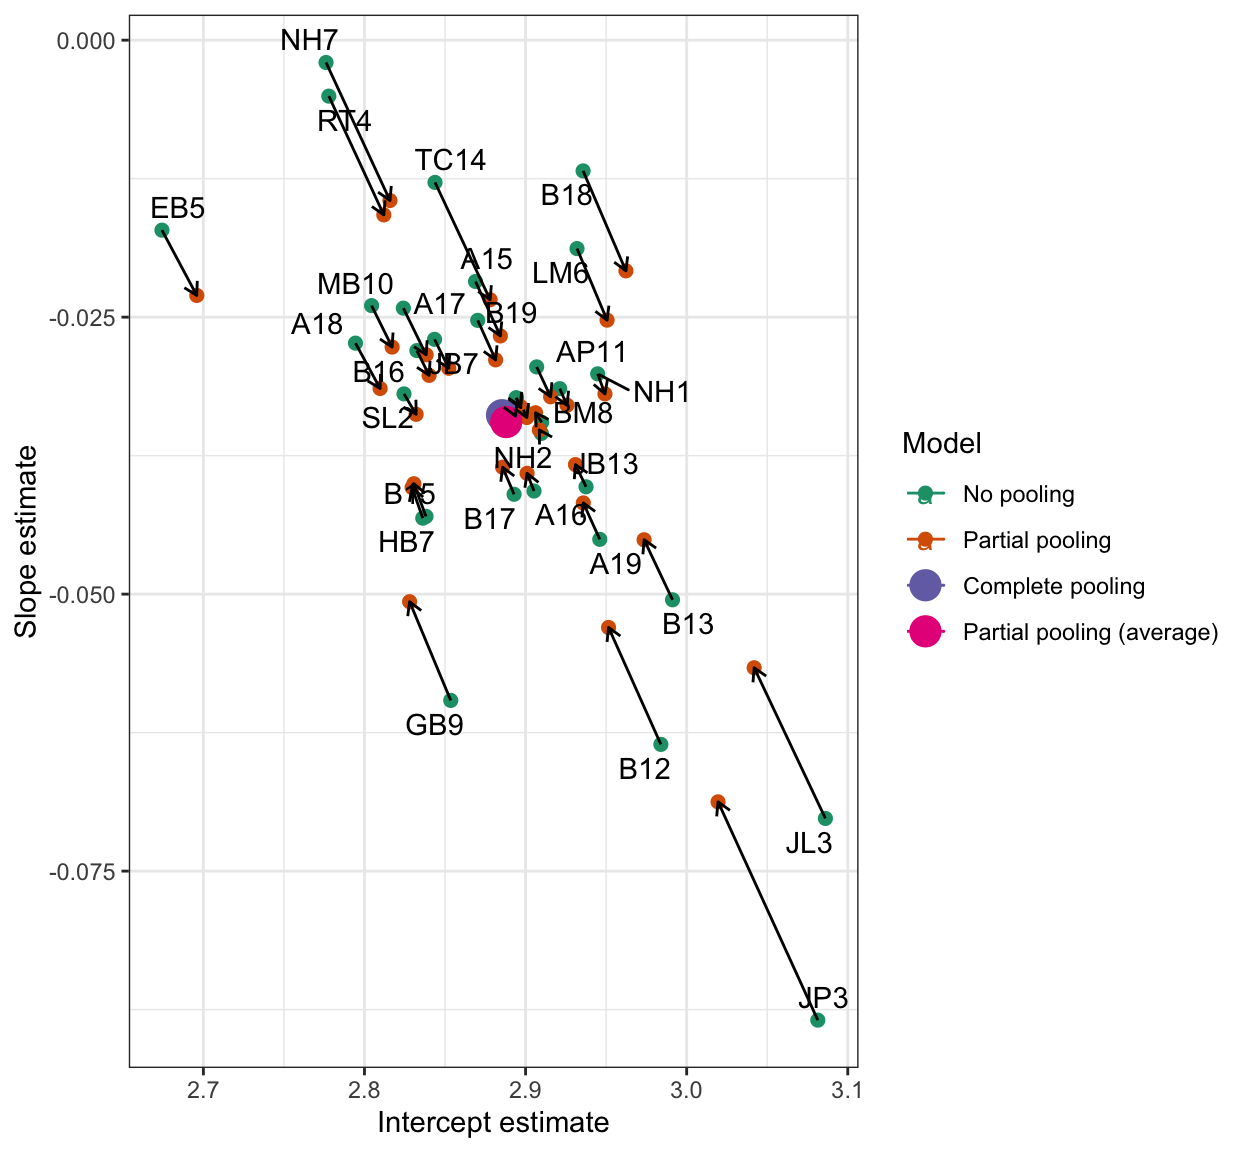 NH7
0.000
RT4
TC14
B18
EB5
A15
LM6
MB10
A17
B19
-0.025
A18
AP11
B16
JB7
NH1
SL2
BM8
NH2
JB13
B15
B17
A16
HB7
A19
Slope estimate
-0.050
B13
GB9
B12
JL3
-0.075
JP3
2.7
2.8
2.9
3.0
3.1
Intercept estimate
Model
a No pooling
a Partial pooling
Complete pooling
Partial pooling (average)